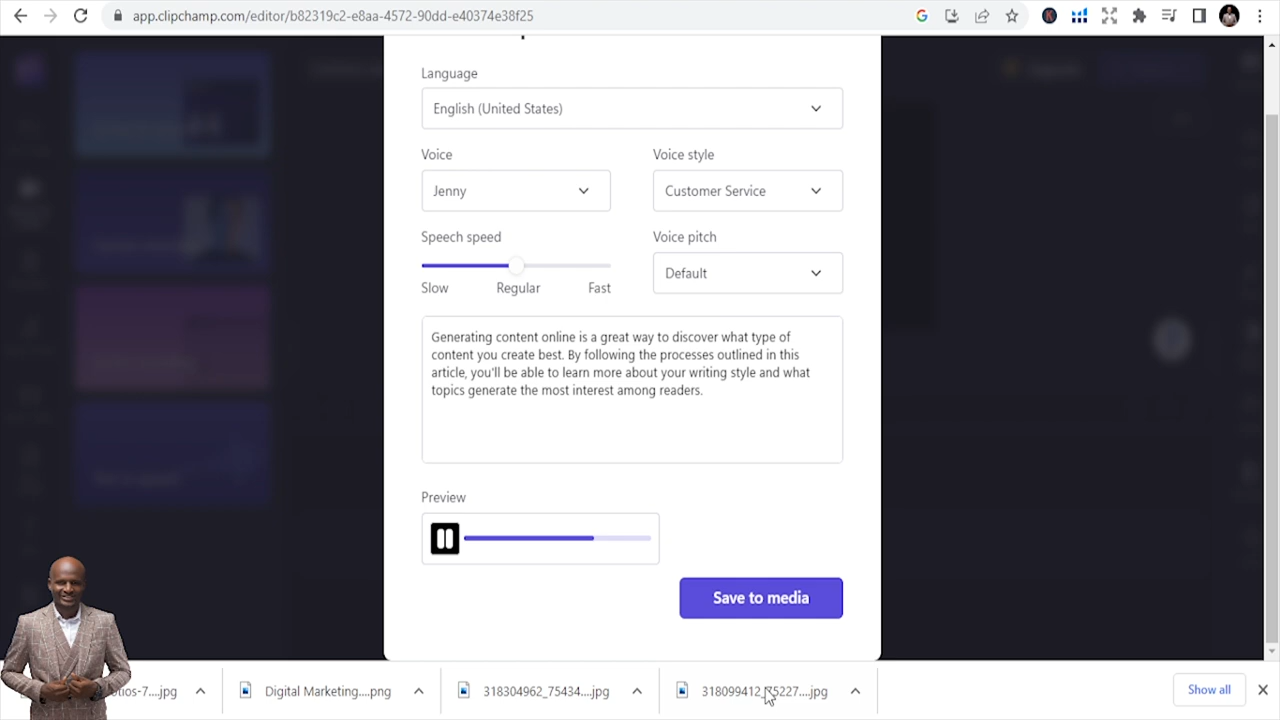 app.clipchamp.com/editor/b82319c2-e8aa-4572-90dd-e40374e38f25
Language
English (United States)
Voice
Voice style
Jenny
Customer Service
Speech speed
Voice pitch
Default
Slow Regular Fast
Generating content online is a great way to discover what type of
content you create best. By following the processes outlined in this
article, you'll be able to learn more about your writing style and what
topics generate the most interest among readers.
Preview
Save to media
Digital Marketing....png
318304962_75434...jpg
318099412_75227...jpg
Show all